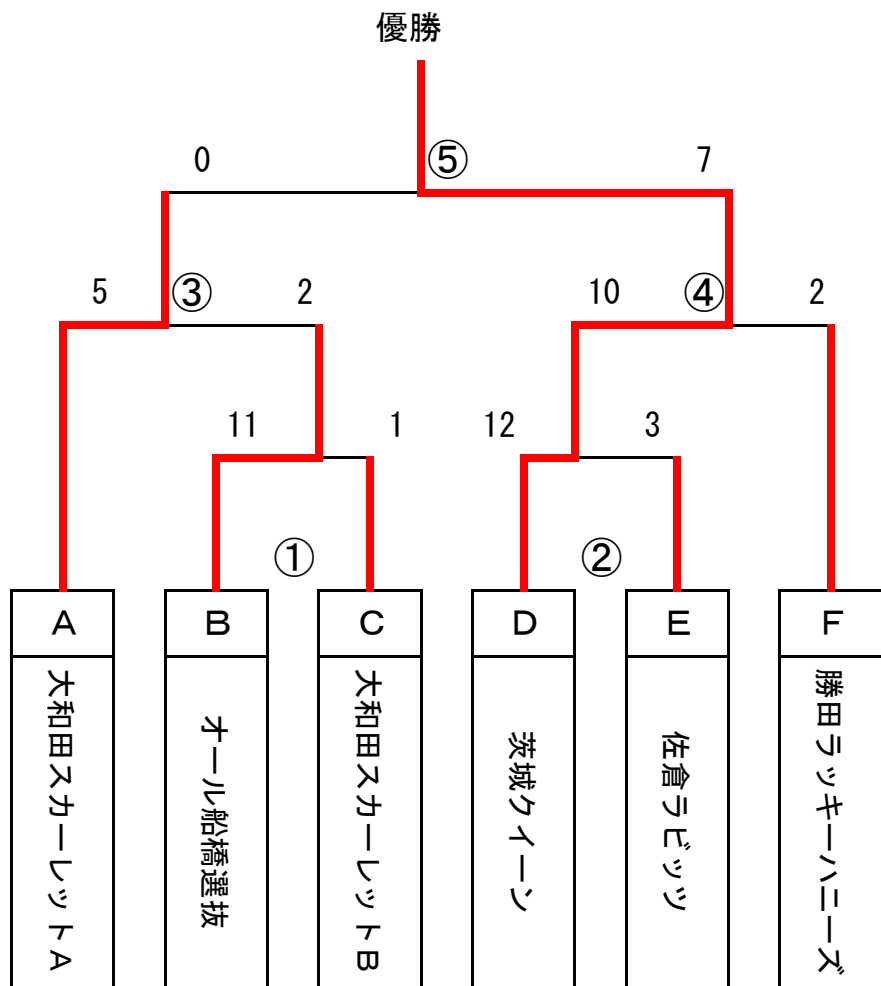 優勝
0 ⑤ 7
5 ③ 2 10 ④ 2
11 1 12 3
① ②
A B C D E F
大和田スカーレットA
オール船橋選抜
大和田スカーレットB
茨城クイーン
佐倉ラビッツ
勝田ラッキーハニーズ